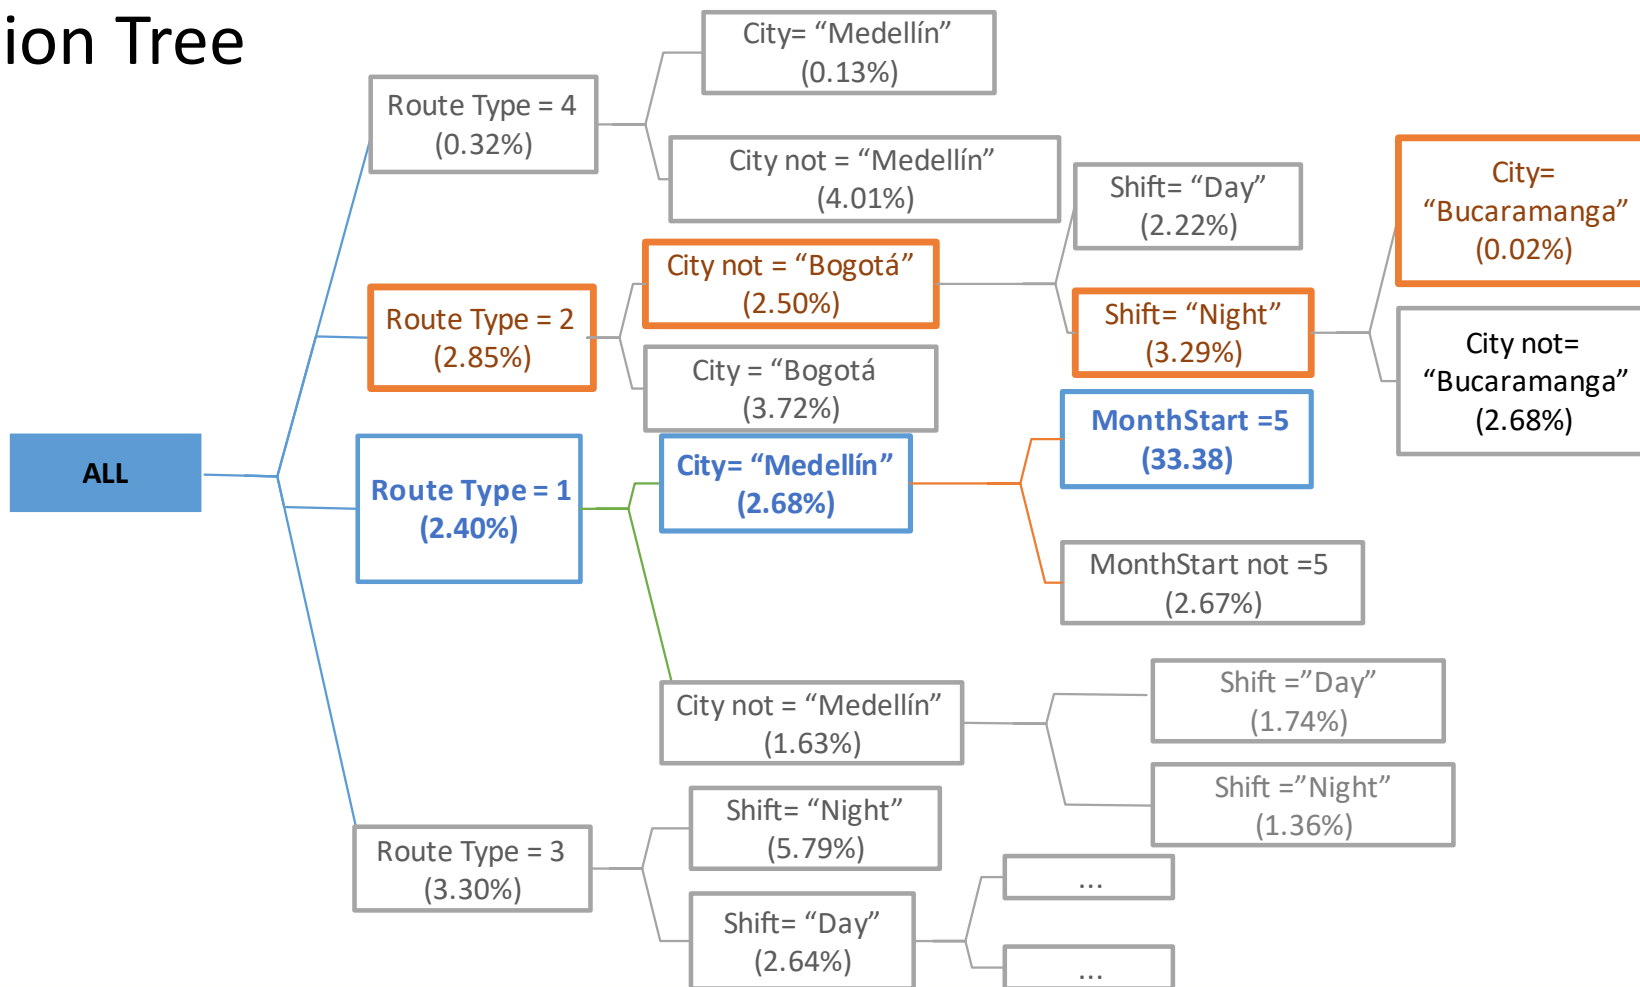 ion Tree
City= “Medellín”
(0.13%)
Route Type = 4
(0.32%)
City not = “Medellín”
(4.01%)
Shift= “Day”
(2.22%)
City=
“Bucaramanga”
(0.02%)
City not = “Bogotá”
(2.50%)
Route Type = 2
(2.85%)
Shift= “Night”
(3.29%)
City not=
“Bucaramanga”
(2.68%)
City = “Bogotá
(3.72%)
MonthStart =5
(33.38)
ALL
Route Type = 1
(2.40%)
City= “Medellín”
(2.68%)
MonthStart not =5
(2.67%)
City not = “Medellín”
(1.63%)
Shift =”Day”
(1.74%)
Shift =”Night”
(1.36%)
Route Type = 3
(3.30%)
Shift= “Night”
(5.79%)
Shift= “Day”
(2.64%)
...
...